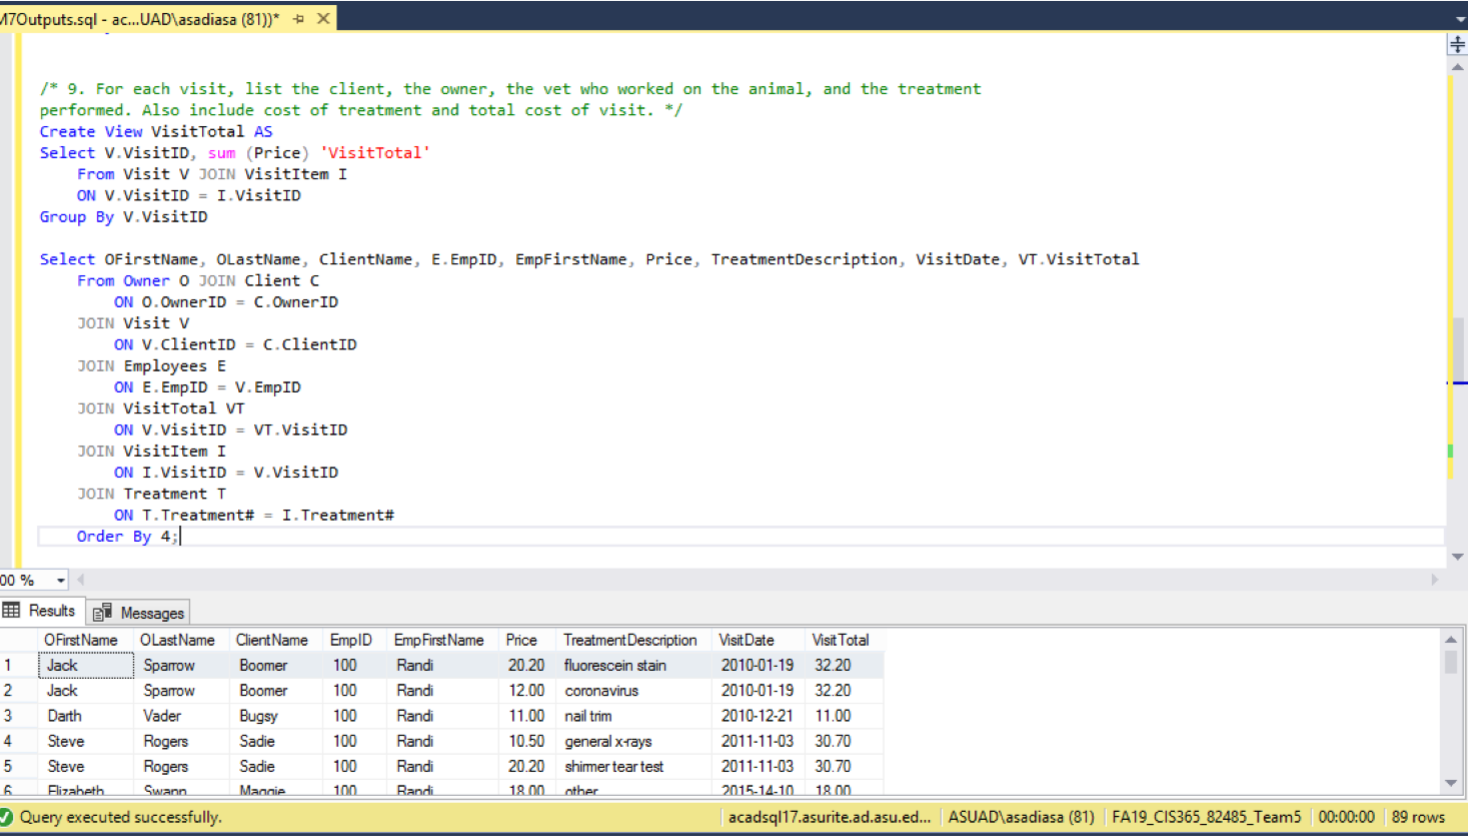 M7Outputs.sql - ac...UAD\asadiasa (81))*
/* 9. For each visit, list the client, the owner, the vet who worked on the animal, and the treatment
performed. Also include cost of treatment and total cost of visit. */
Create View VisitTotal AS
Select V.VisitID, sum (Price) 'VisitTotal'
From Visit V JOIN VisitItem I
ON V.VisitID = I.VisitID
Group By V.VisitID
Select OFirstName, OLastName, ClientName, E.EmpID, EmpFirstName, Price, TreatmentDescription, VisitDate, VT.VisitTotal
From Owner O JOIN Client C
ON O.OwnerID = C.OwnerID
JOIN Visit V
ON V.ClientID = C.ClientID
JOIN Employees E
ON E.EmpID = V.EmpID
JOIN VisitTotal VT
ON V.VisitID = VT.VisitID
JOIN VisitItem I
ON I.VisitID = V.VisitID
JOIN Treatment T
ON T.Treatment# = I.Treatment#
Order By 4;
00 %
Results Messages
OFirstName OLastName ClientName EmpID EmpFirstName Price TreatmentDescription VisitDate VisitTotal
1 Jack Sparrow Boomer 100 Randi 20.20 fluorescein stain 2010-01-19 32.20
2 Jack Sparrow Boomer 100 Randi 12.00 coronavirus 2010-01-19 32.20
3 Darth Vader Bugsy 100 Randi 11.00 nail trim 2010-12-21 11.00
4 Steve Rogers Sadie 100 Randi 10.50 general x-rays 2011-11-03 30.70
5 Steve Rogers Sadie 100 Randi 20.20 shirmer tear test 2011-11-03 30.70
6 Elizabeth Swann Maggie 100 Randi 18.00 other 2015-14-10 18.00
Query executed successfully. acadsql17.asurite.ad.asu.ed... ASUAD\asadiasa (81) FA19_CIS365_82485_Team5 00:00:00 89 rows